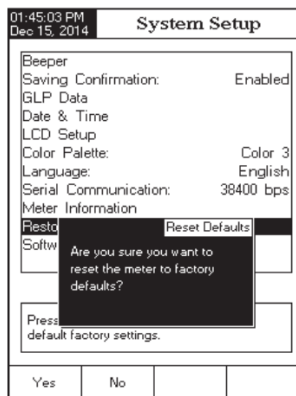 01:45:03 PM
Dec 15, 2014
System Setup
Beeper
Saving Confirmation: Enabled
GLP Data
Date & Time
LCD Setup
Color Palette: Color 3
Language: English
Serial Communication: 38400 bps
Meter Information
Resto
Softw
Reset Defaults
Are you sure you want to
reset the meter to factory
defaults?
Press
default factory settings.
Yes No